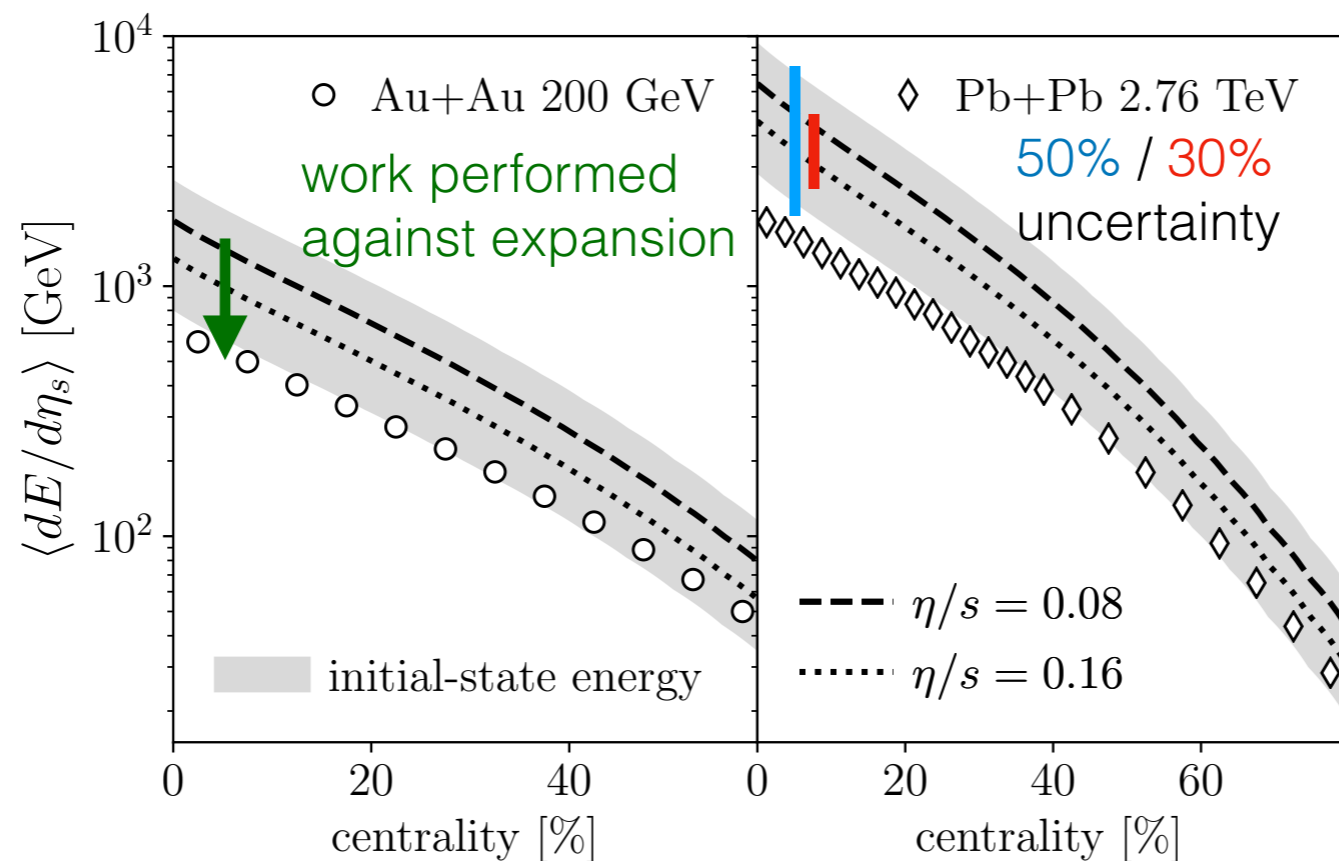 ⟨dE/dη_s⟩ [GeV]
10^4
10^3
10^2
Au+Au 200 GeV
work performed
against expansion
initial-state energy
0
20
40
centrality [%]
Pb+Pb 2.76 TeV
50% / 30%
uncertainty
η/s = 0.08
η/s = 0.16
0
20
40
60
centrality [%]